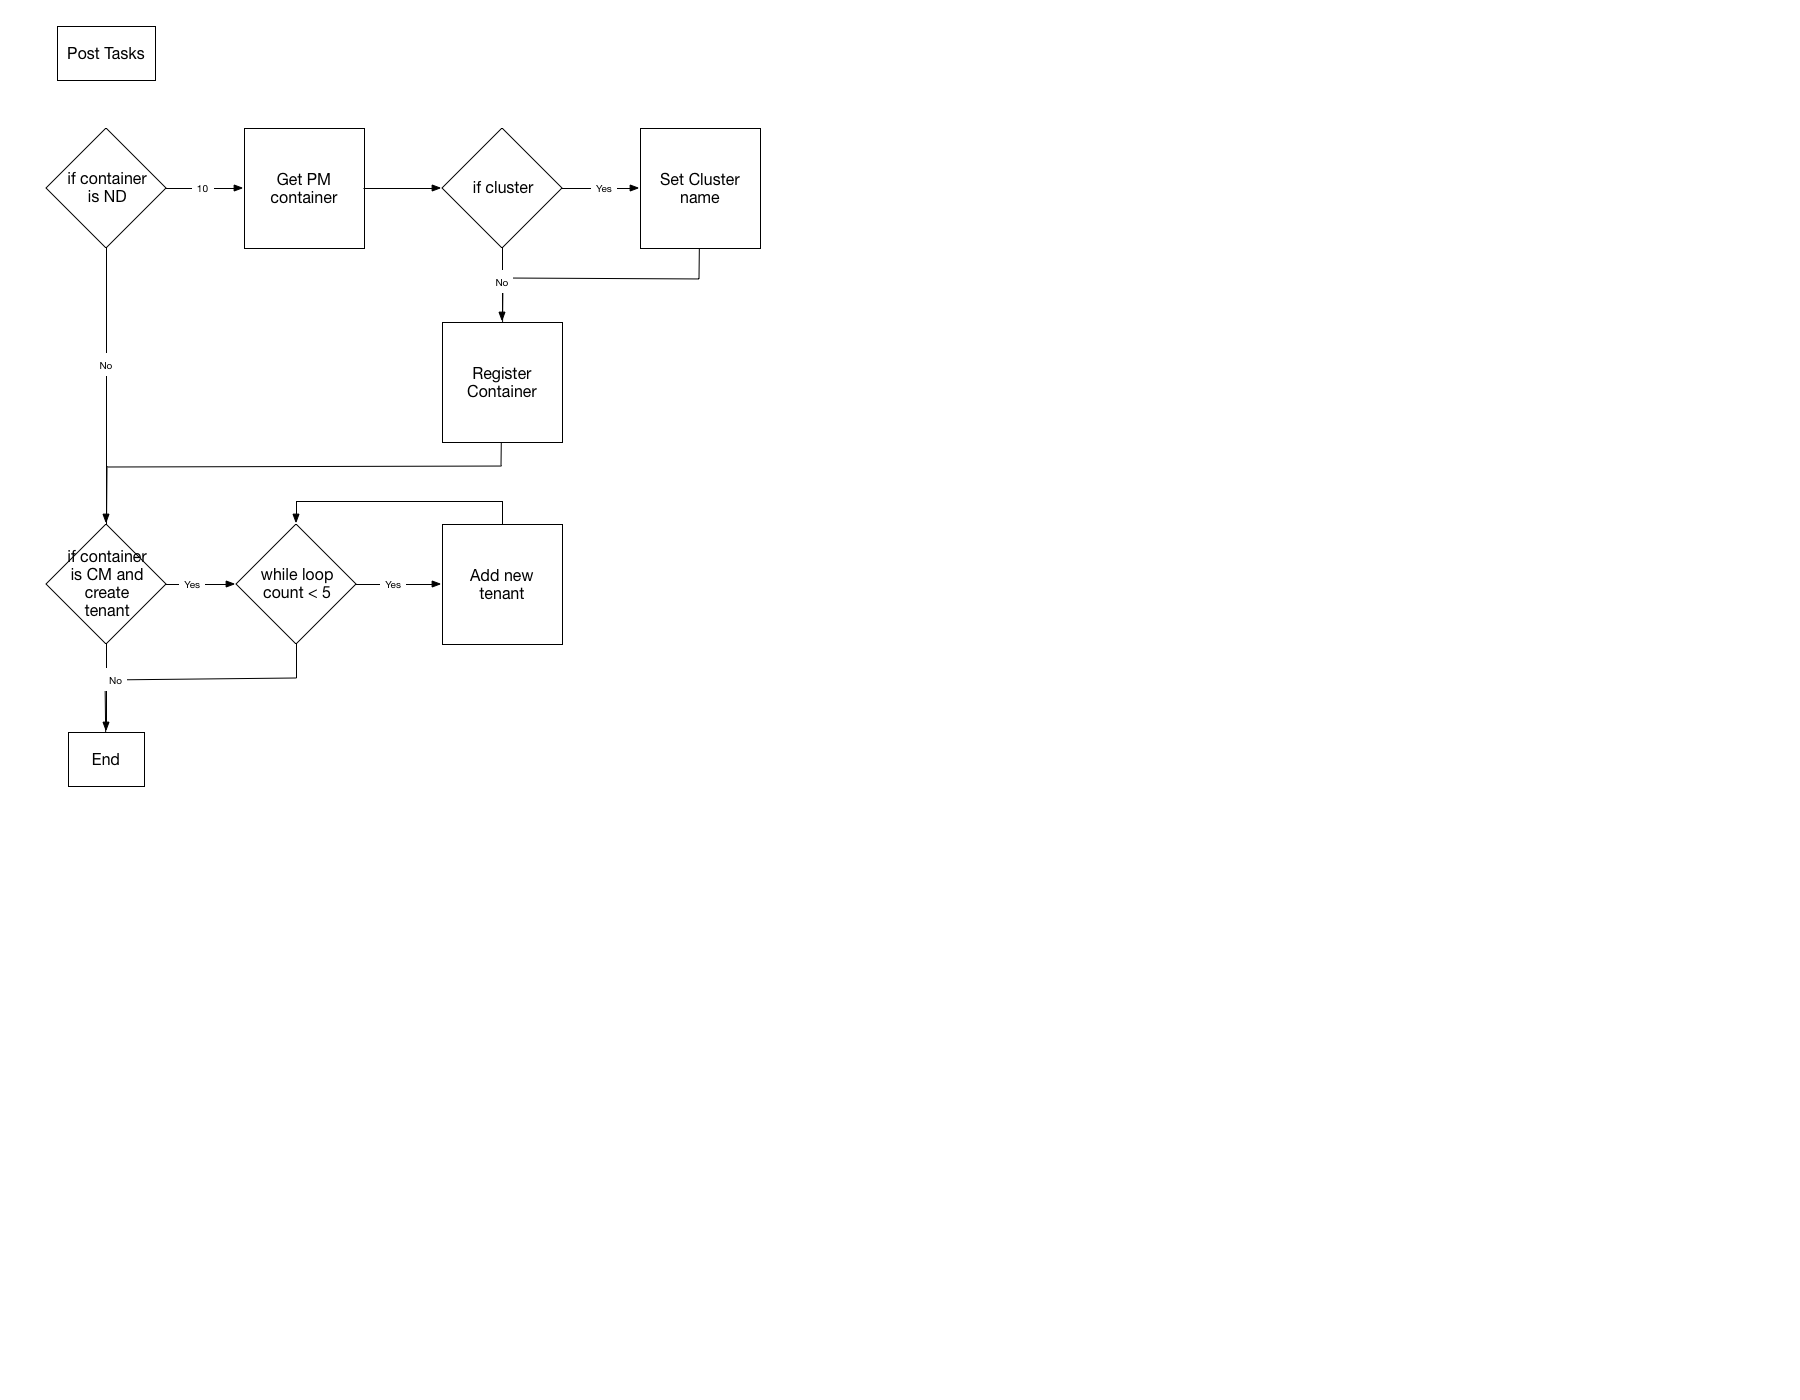 Post Tasks
if container
is ND
10
Get PM
container
if cluster
Yes
Set Cluster
name
No
No
Register
Container
if container
is CM and
create
tenant
Yes
while loop
count < 5
Yes
Add new
tenant
No
End